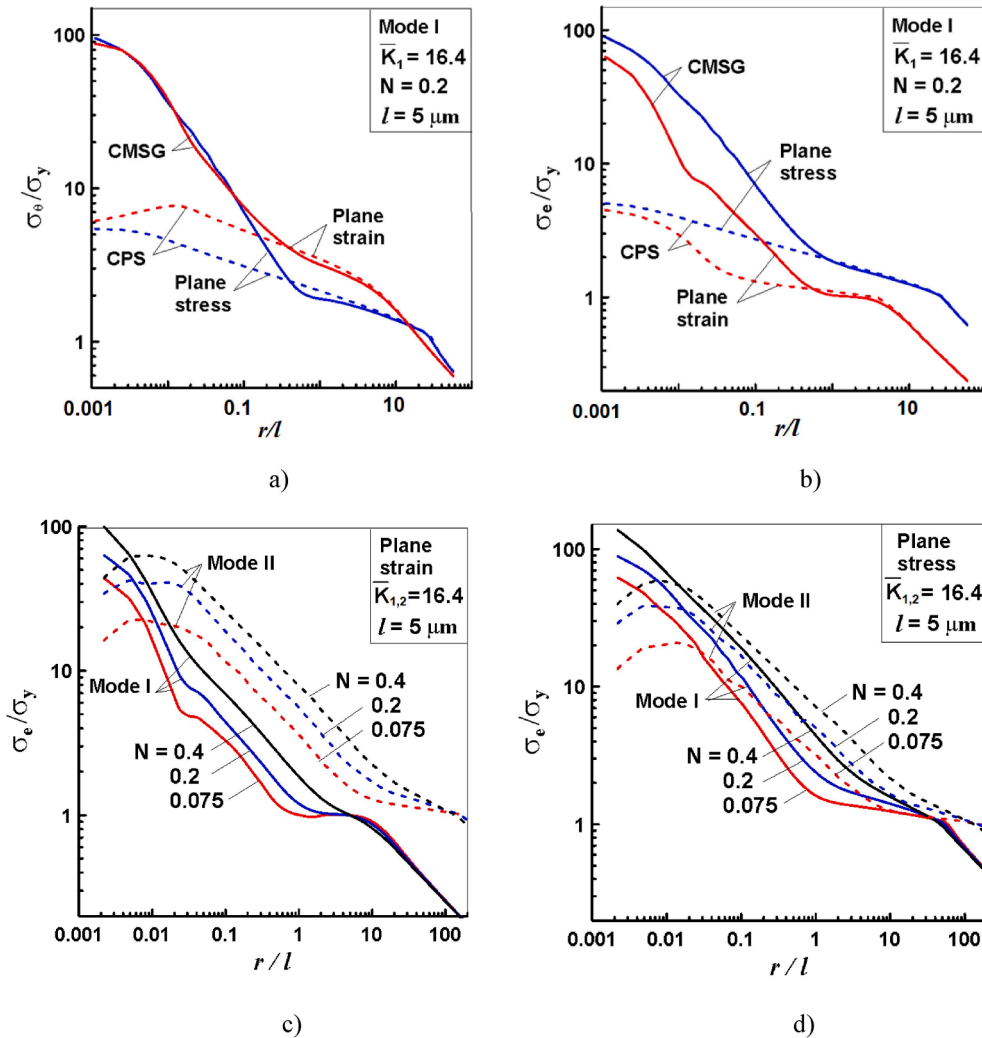 Mode I
K̅₁ = 16.4
N = 0.2
l = 5 μm
CMSG
CPS
Plane
strain
Plane
stress
σθ/σy
100
10
1
0.001
0.1
10
r/l
a)
Mode I
K̅₁ = 16.4
N = 0.2
l = 5 μm
CMSG
Plane
stress
CPS
Plane
strain
σe/σy
100
10
1
0.001
0.1
10
r/l
b)
Plane
strain
K̅₁,₂ = 16.4
l = 5 μm
Mode II
Mode I
N = 0.4
0.2
0.075
N = 0.4
0.2
0.075
σe/σy
100
10
1
0.001
0.01
0.1
1
10
100
r / l
c)
Plane
stress
K̅₁,₂ = 16.4
l = 5 μm
Mode II
Mode I
N = 0.4
0.2
0.075
N = 0.4
0.2
0.075
σe/σy
100
10
1
0.001
0.01
0.1
1
10
100
r / l
d)